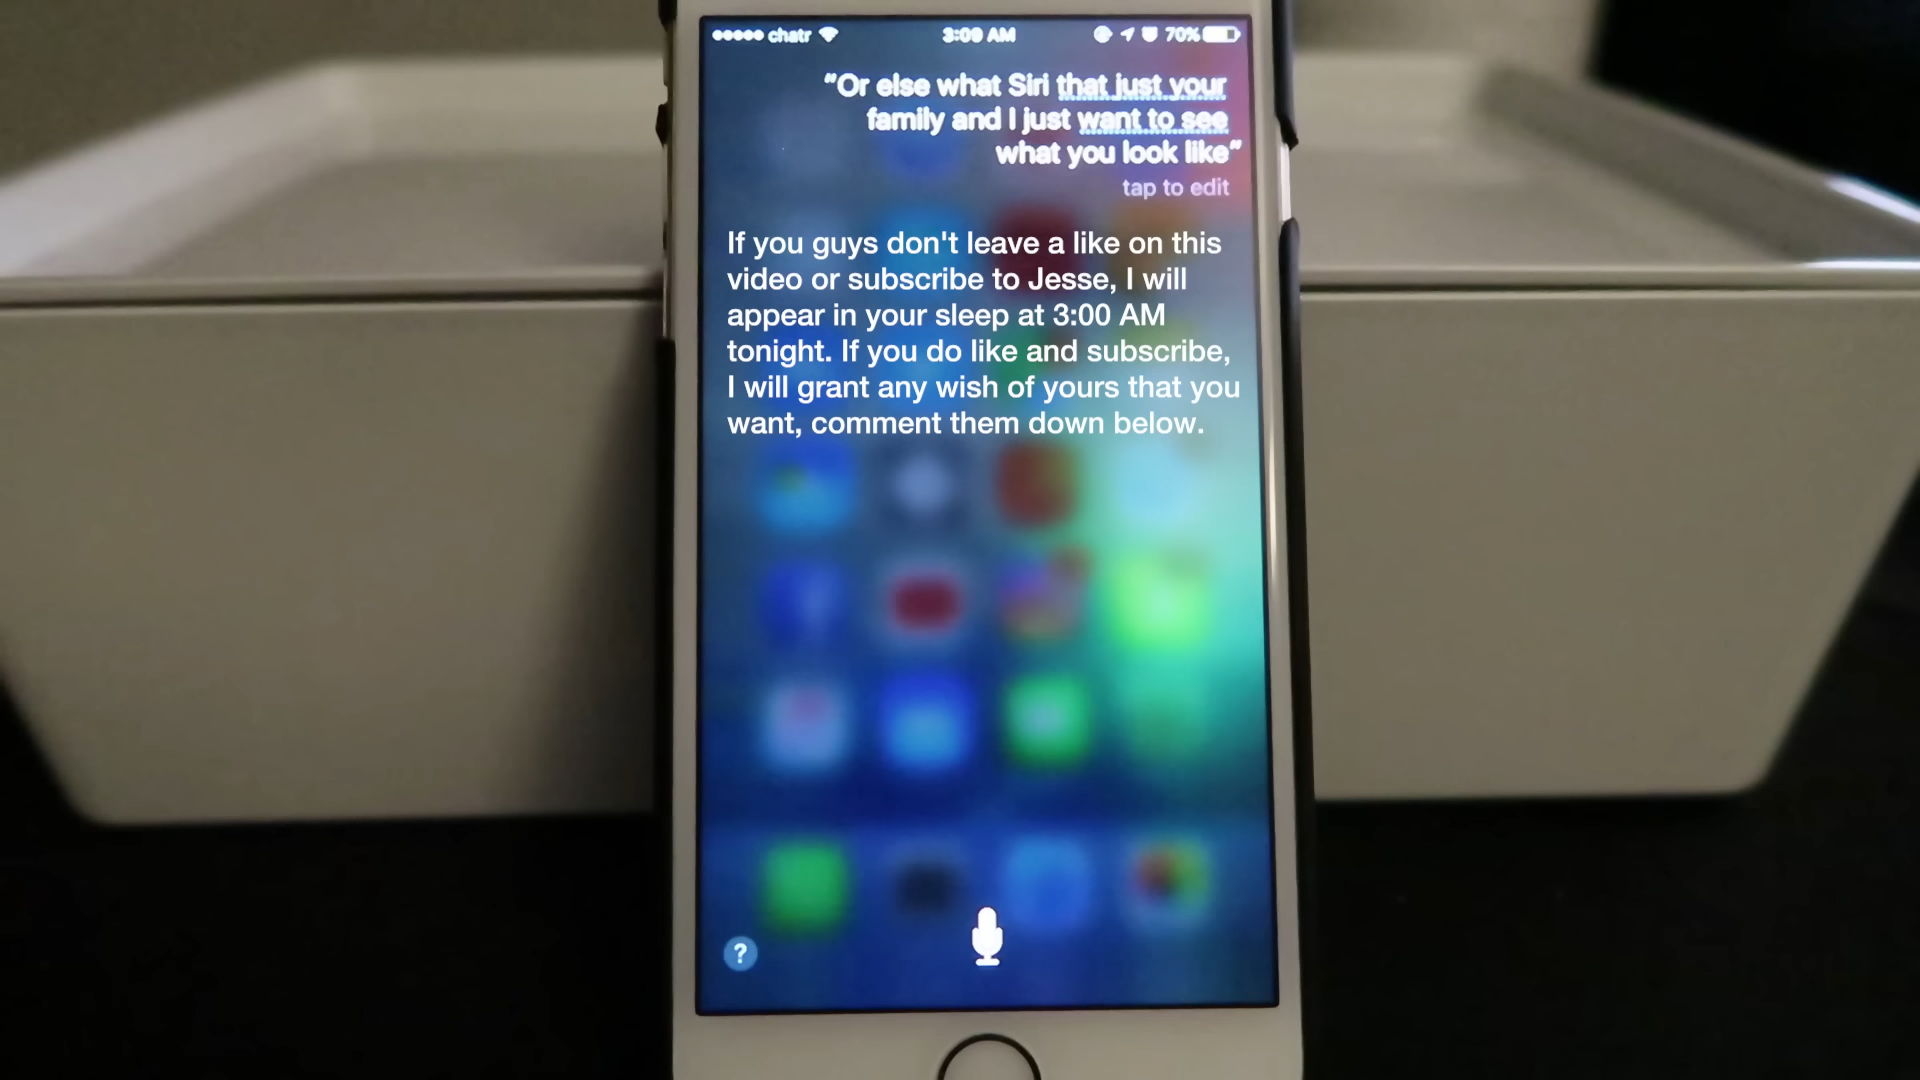 chatr 3:09 AM 70%
"Or else what Siri that just your
family and I just want to see
what you look like"
tap to edit
If you guys don't leave a like on this
video or subscribe to Jesse, I will
appear in your sleep at 3:00 AM
tonight. If you do like and subscribe,
I will grant any wish of yours that you
want, comment them down below.
?